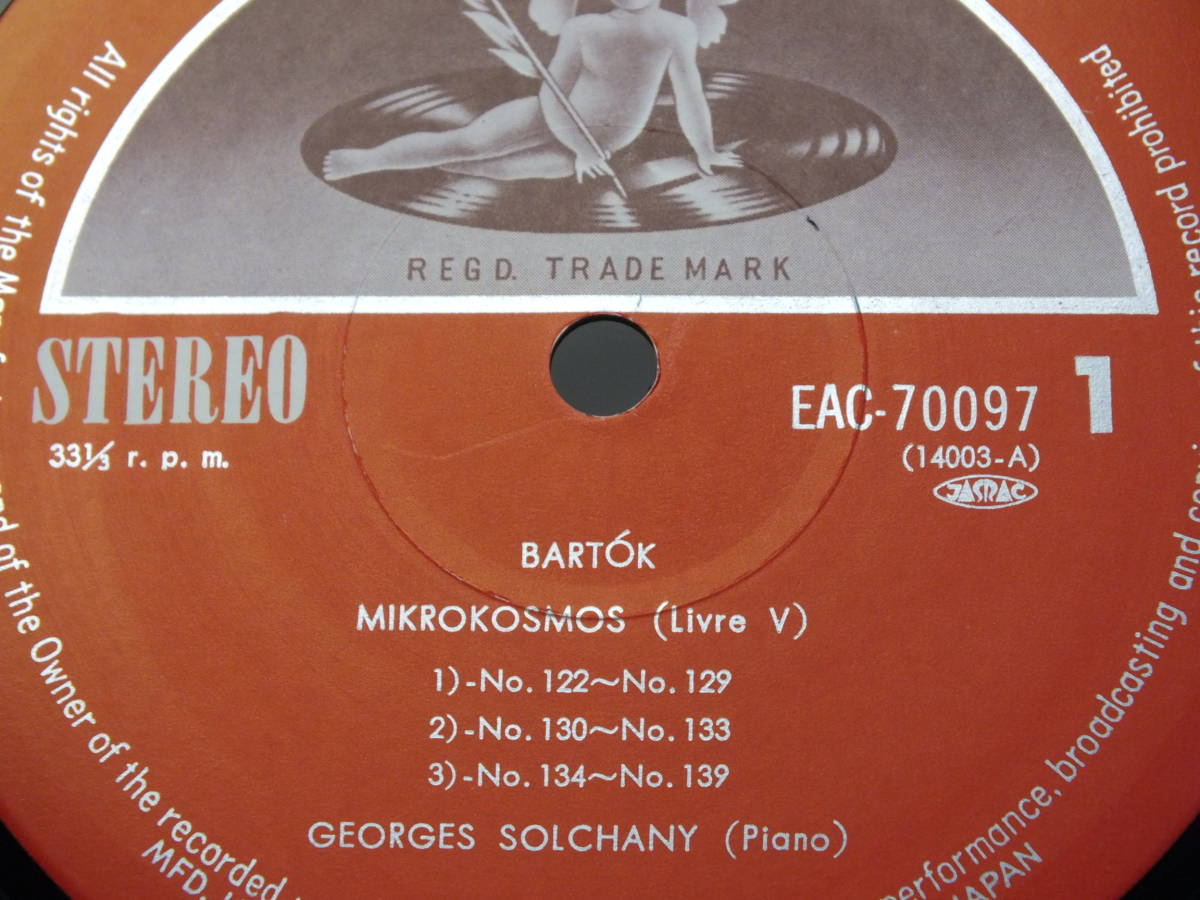 REGD. TRADE MARK
STEREO
33⅓ r. p. m.
EAC-70097 1
(14003-A)
JASRAC
BARTÓK
MIKROKOSMOS (Livre V)
1)-No.122~No.129
2)-No.130~No.133
3)-No.134~No.139
GEORGES SOLCHANY (Piano)
All rights of the
and of the Owner of the recorded
performance, broadcasting and
record prohibited
MFD.
JAPAN